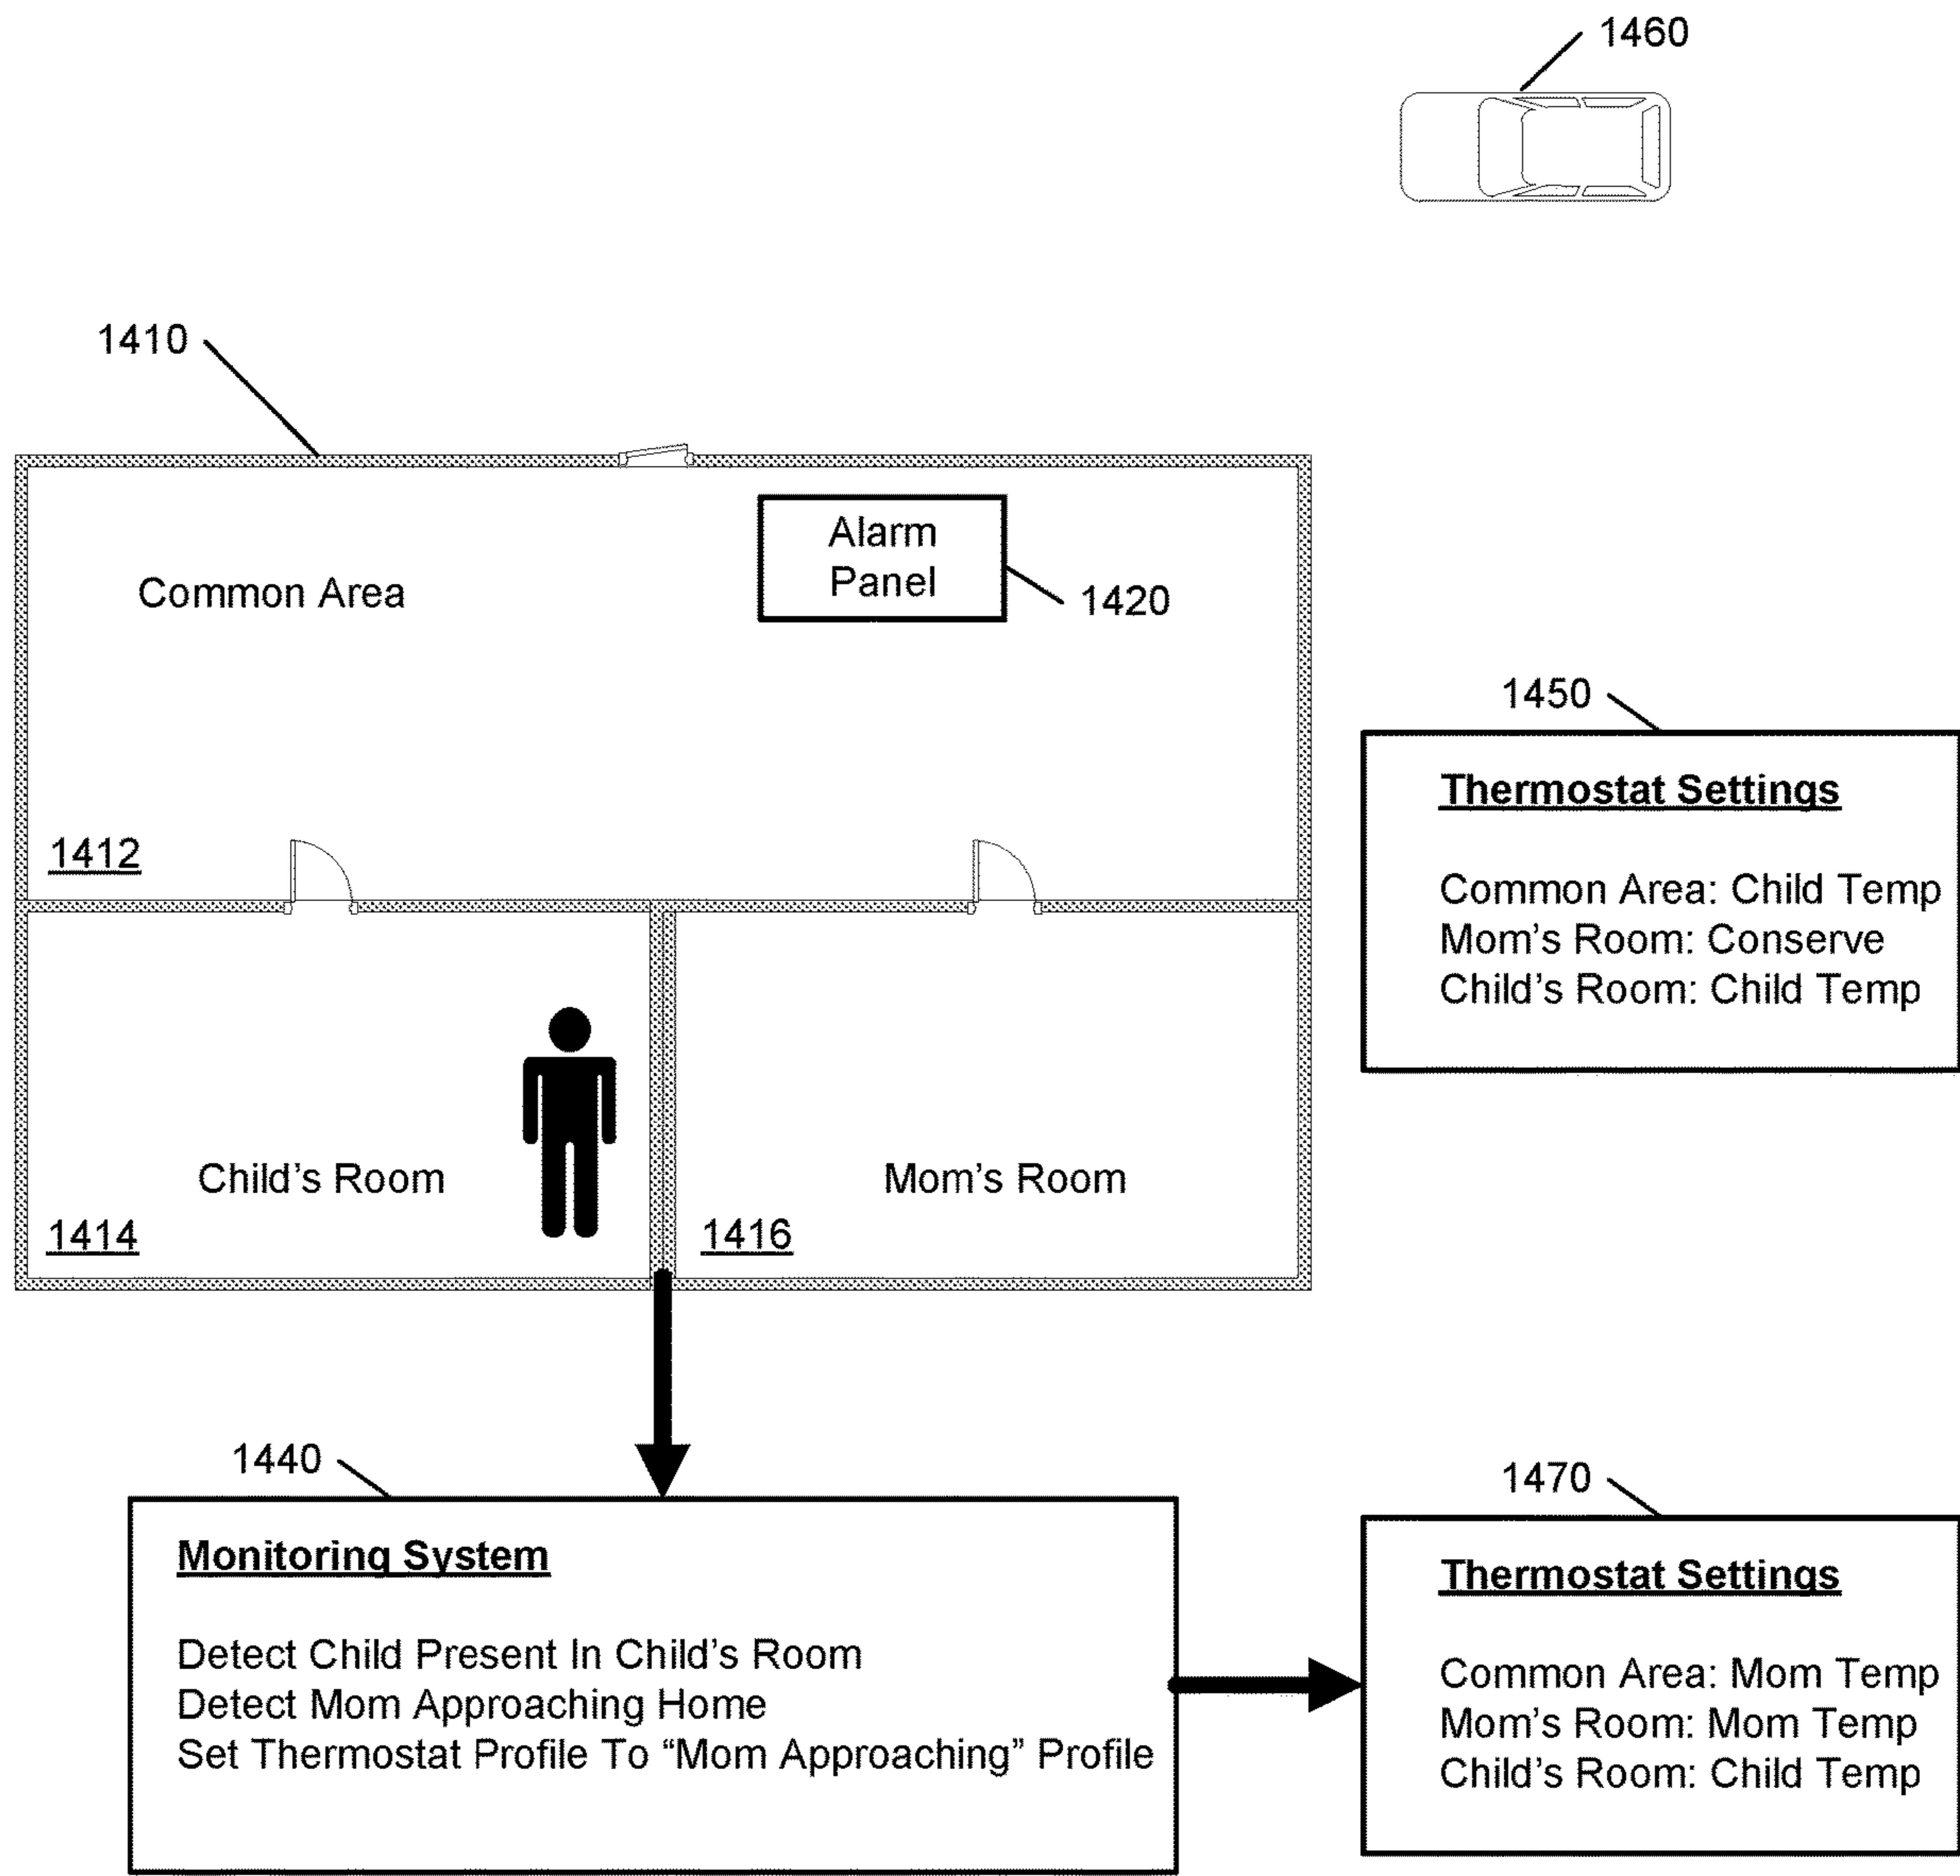 1460
1410
Alarm
Panel
Common Area
1420
1450
Thermostat Settings
Common Area: Child Temp
Mom's Room: Conserve
Child's Room: Child Temp
1412
Child's Room
Mom's Room
1414
1416
1440
Monitoring System
Detect Child Present In Child's Room
Detect Mom Approaching Home
Set Thermostat Profile To “Mom Approaching” Profile
1470
Thermostat Settings
Common Area: Mom Temp
Mom's Room: Mom Temp
Child's Room: Child Temp